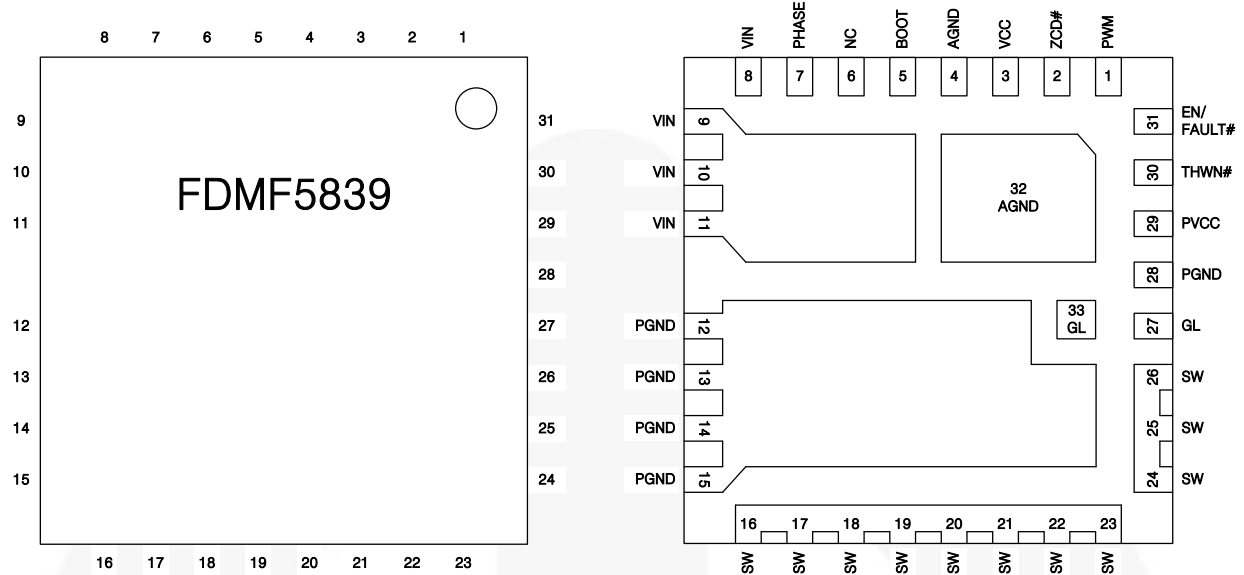 8 7 6 5 4 3 2 1
9
10
11
12
13
14
15
FDMF5839
31
30
29
28
27
26
25
24
16 17 18 19 20 21 22 23
VIN PHASE NC BOOT AGND VCC ZCD# PWM
8 7 6 5 4 3 2 1
VIN 9
VIN 10
VIN 11
PGND 12
PGND 13
PGND 14
PGND 15
32
AGND
33
GL
31 EN/
FAULT#
30 THWN#
29 PVCC
28 PGND
27 GL
26 SW
25 SW
24 SW
16 17 18 19 20 21 22 23
SW SW SW SW SW SW SW SW